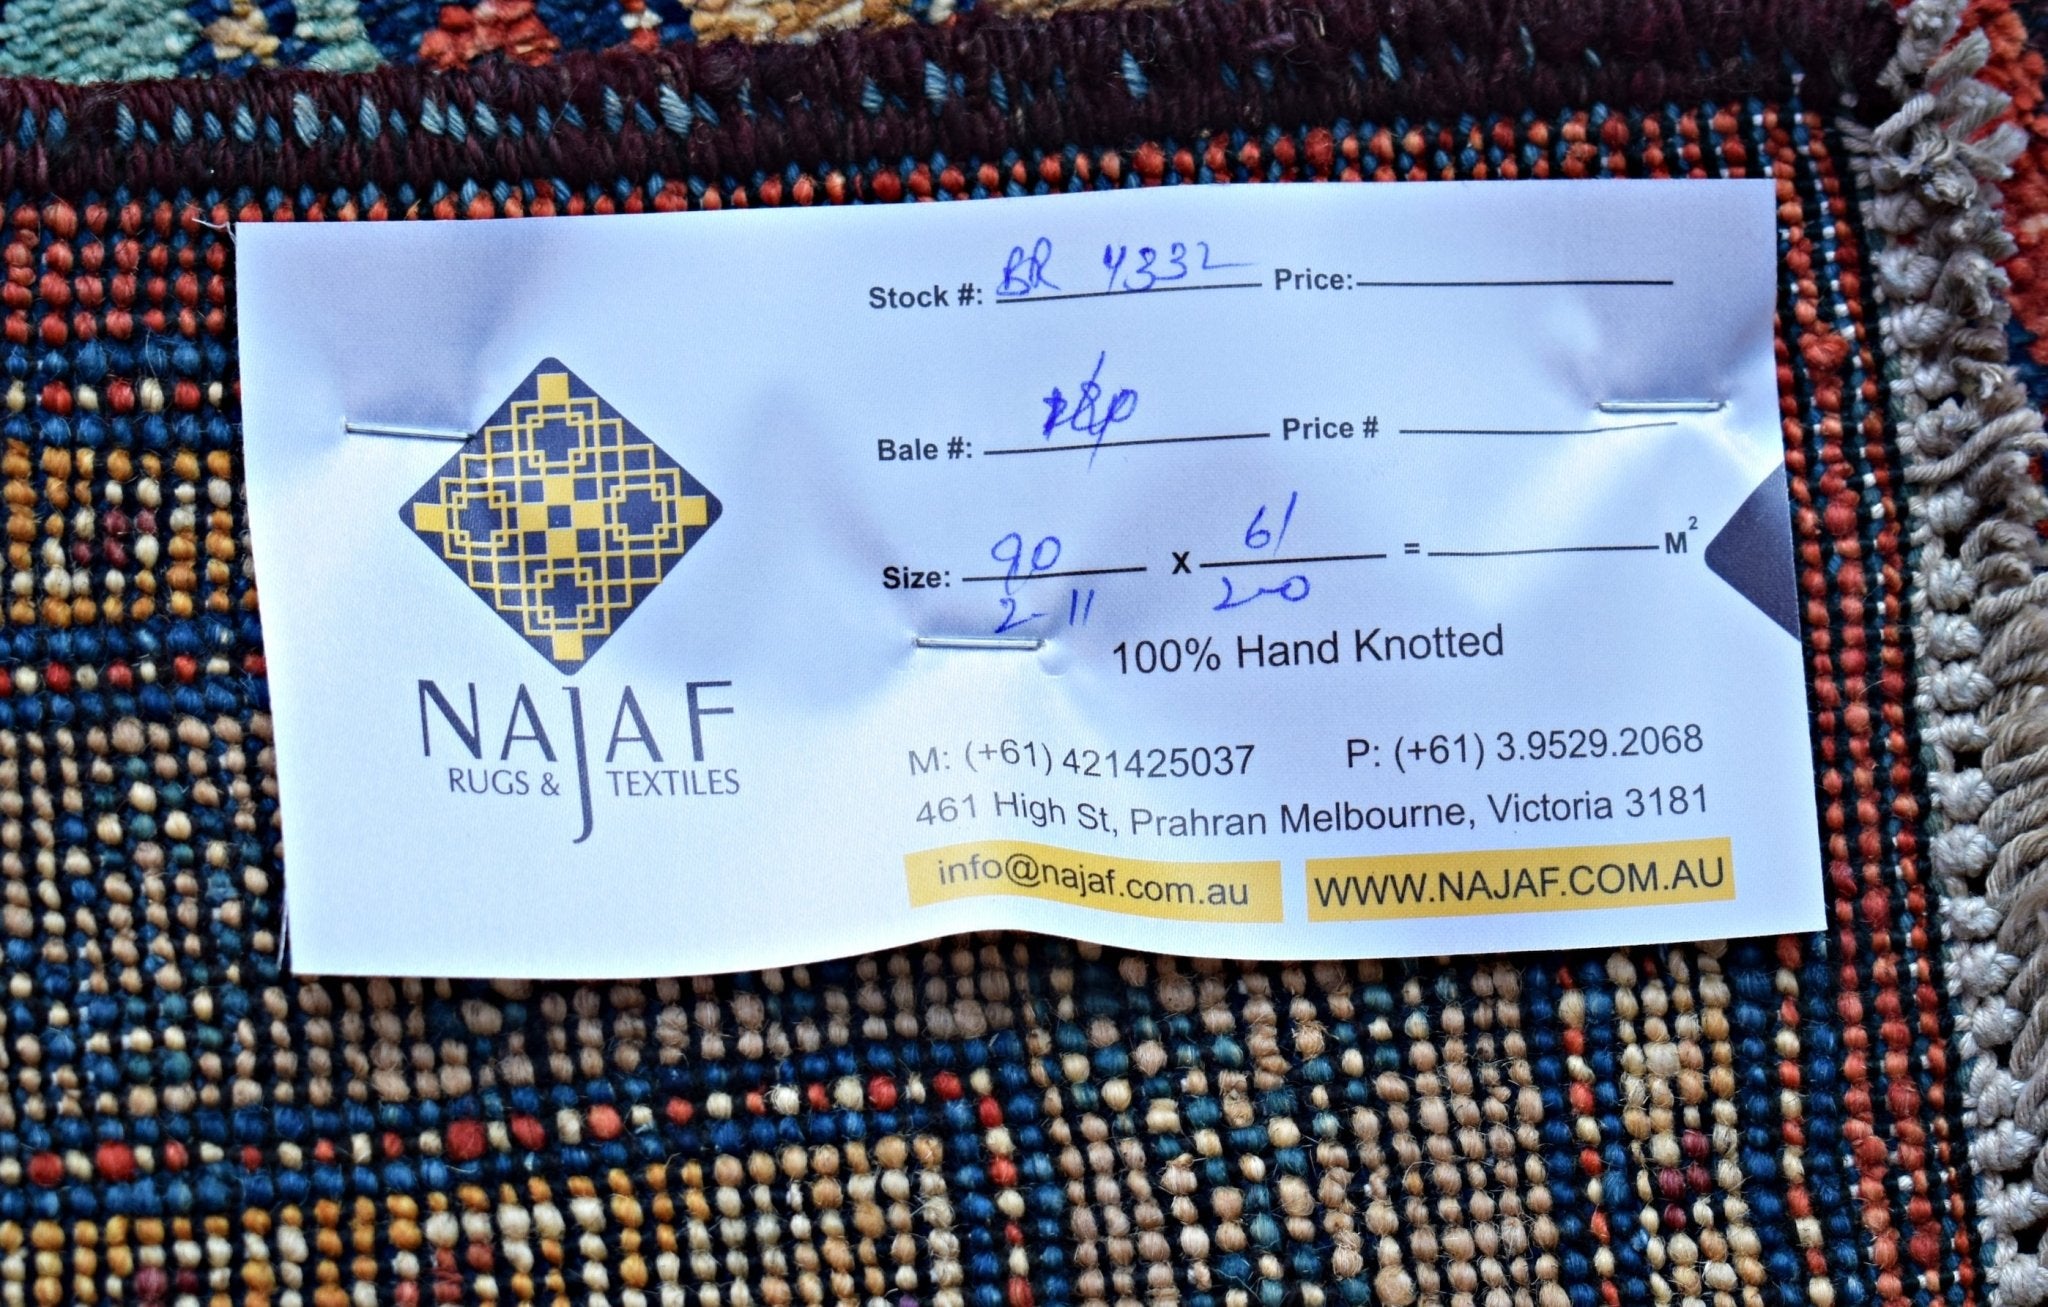 Stock #: BR 4332 Price:
Bale #: Price #
Size: 90 X 61 = M²
2-11 2-0
100% Hand Knotted
NAJAF
RUGS & TEXTILES
M: (+61) 421425037 P: (+61) 3.9529.2068
461 High St, Prahran Melbourne, Victoria 3181
info@najaf.com.au WWW.NAJAF.COM.AU